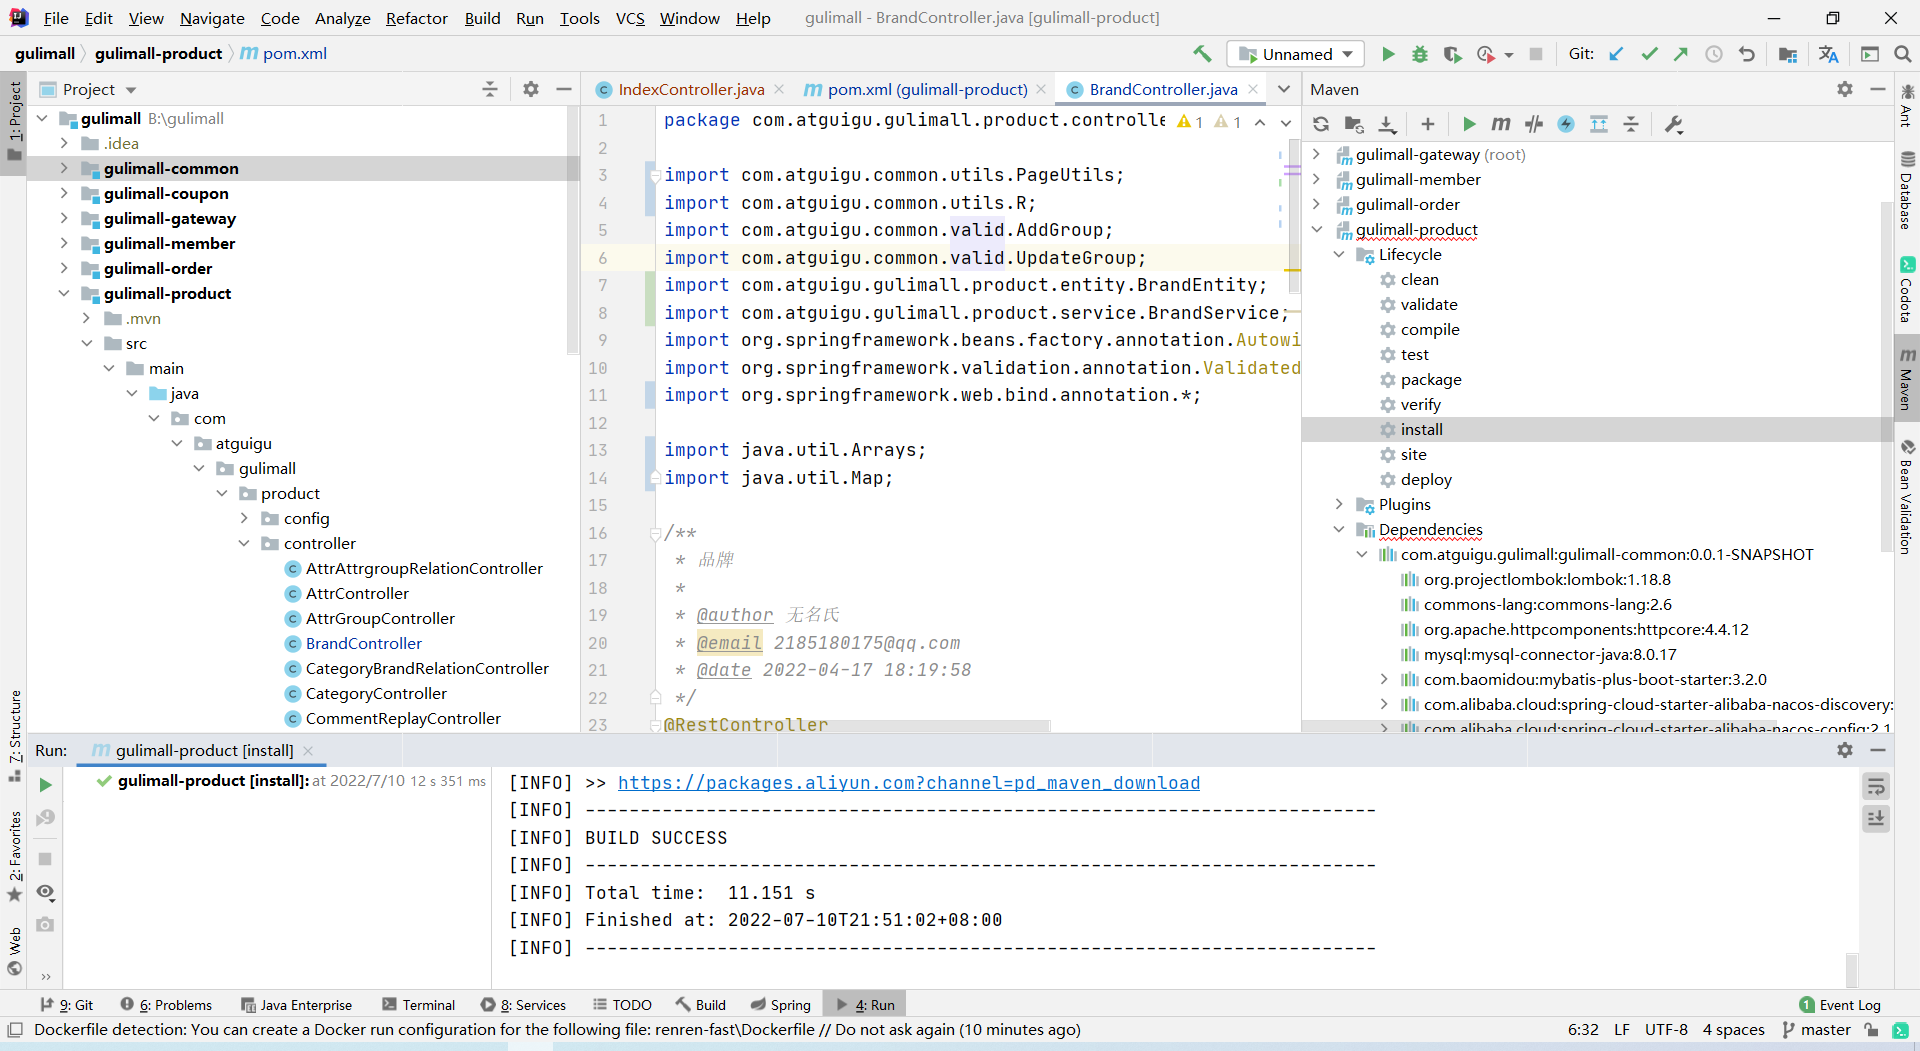 File Edit View Navigate Code Analyze Refactor Build Run Tools VCS Window Help gulimall - BrandController.java [gulimall-product]
gulimall gulimall-product m pom.xml Unnamed Git:
Project IndexController.java pom.xml (gulimall-product) BrandController.java Maven
1: Project
7: Structure
2: Favorites
Web
gulimall B:\gulimall
.idea
gulimall-common
gulimall-coupon
gulimall-gateway
gulimall-member
gulimall-order
gulimall-product
.mvn
src
main
java
com
atguigu
gulimall
product
config
controller
AttrAttrgroupRelationController
AttrController
AttrGroupController
BrandController
CategoryBrandRelationController
CategoryController
CommentReplayController
1 package com.atguigu.gulimall.product.controlle 1 1
2
3 import com.atguigu.common.utils.PageUtils;
4 import com.atguigu.common.utils.R;
5 import com.atguigu.common.valid.AddGroup;
6 import com.atguigu.common.valid.UpdateGroup;
7 import com.atguigu.gulimall.product.entity.BrandEntity;
8 import com.atguigu.gulimall.product.service.BrandService;
9 import org.springframework.beans.factory.annotation.Autowi
10 import org.springframework.validation.annotation.Validated
11 import org.springframework.web.bind.annotation.*;
12
13 import java.util.Arrays;
14 import java.util.Map;
15
16 /**
17 * 品牌
18 *
19 * @author 无名氏
20 * @email 2185180175@qq.com
21 * @date 2022-04-17 18:19:58
22 */
23 @RestController
gulimall-gateway (root)
gulimall-member
gulimall-order
gulimall-product
Lifecycle
clean
validate
compile
test
package
verify
install
site
deploy
Plugins
Dependencies
com.atguigu.gulimall:gulimall-common:0.0.1-SNAPSHOT
org.projectlombok:lombok:1.18.8
commons-lang:commons-lang:2.6
org.apache.httpcomponents:httpcore:4.4.12
mysql:mysql-connector-java:8.0.17
com.baomidou:mybatis-plus-boot-starter:3.2.0
com.alibaba.cloud:spring-cloud-starter-alibaba-nacos-discovery:
com.alibaba.cloud:spring-cloud-starter-alibaba-nacos-config:2.1
Ant
Database
Codota
m Maven
Bean Validation
Run: gulimall-product [install]
gulimall-product [install]: at 2022/7/10 12 s 351 ms
[INFO] >> https://packages.aliyun.com?channel=pd_maven_download
[INFO] ------------------------------------------------------------------------
[INFO] BUILD SUCCESS
[INFO] ------------------------------------------------------------------------
[INFO] Total time:  11.151 s
[INFO] Finished at: 2022-07-10T21:51:02+08:00
[INFO] ------------------------------------------------------------------------
9: Git 6: Problems Java Enterprise Terminal 8: Services TODO Build Spring 4: Run 1 Event Log
Dockerfile detection: You can create a Docker run configuration for the following file: renren-fast\Dockerfile // Do not ask again (10 minutes ago) 6:32 LF UTF-8 4 spaces master